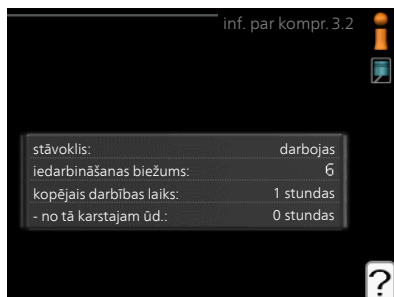 inf. par kompr. 3.2
stāvoklis: darbojas
iedarbināšanas biežums: 6
kopējais darbības laiks: 1 stundas
- no tā karstajam ūd.: 0 stundas
?